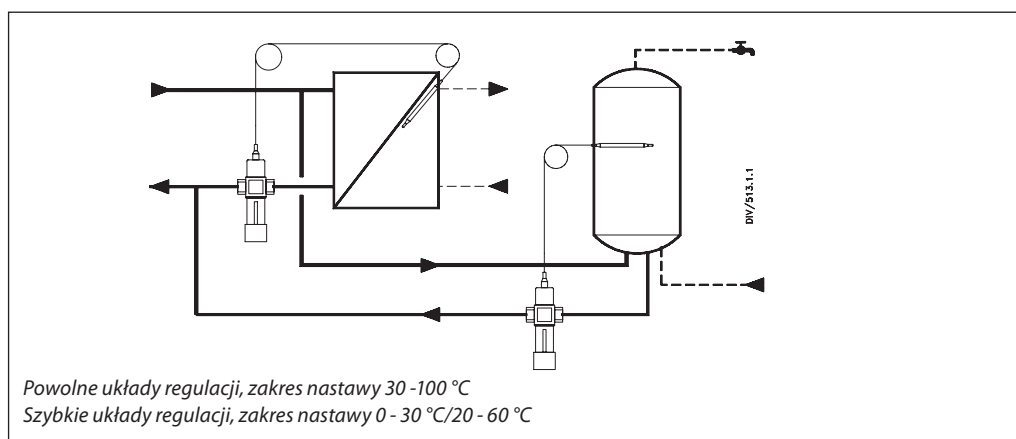 DIV/513.1.1
Powolne układy regulacji, zakres nastawy 30 -100 °C
Szybkie układy regulacji, zakres nastawy 0 - 30 °C/20 - 60 °C